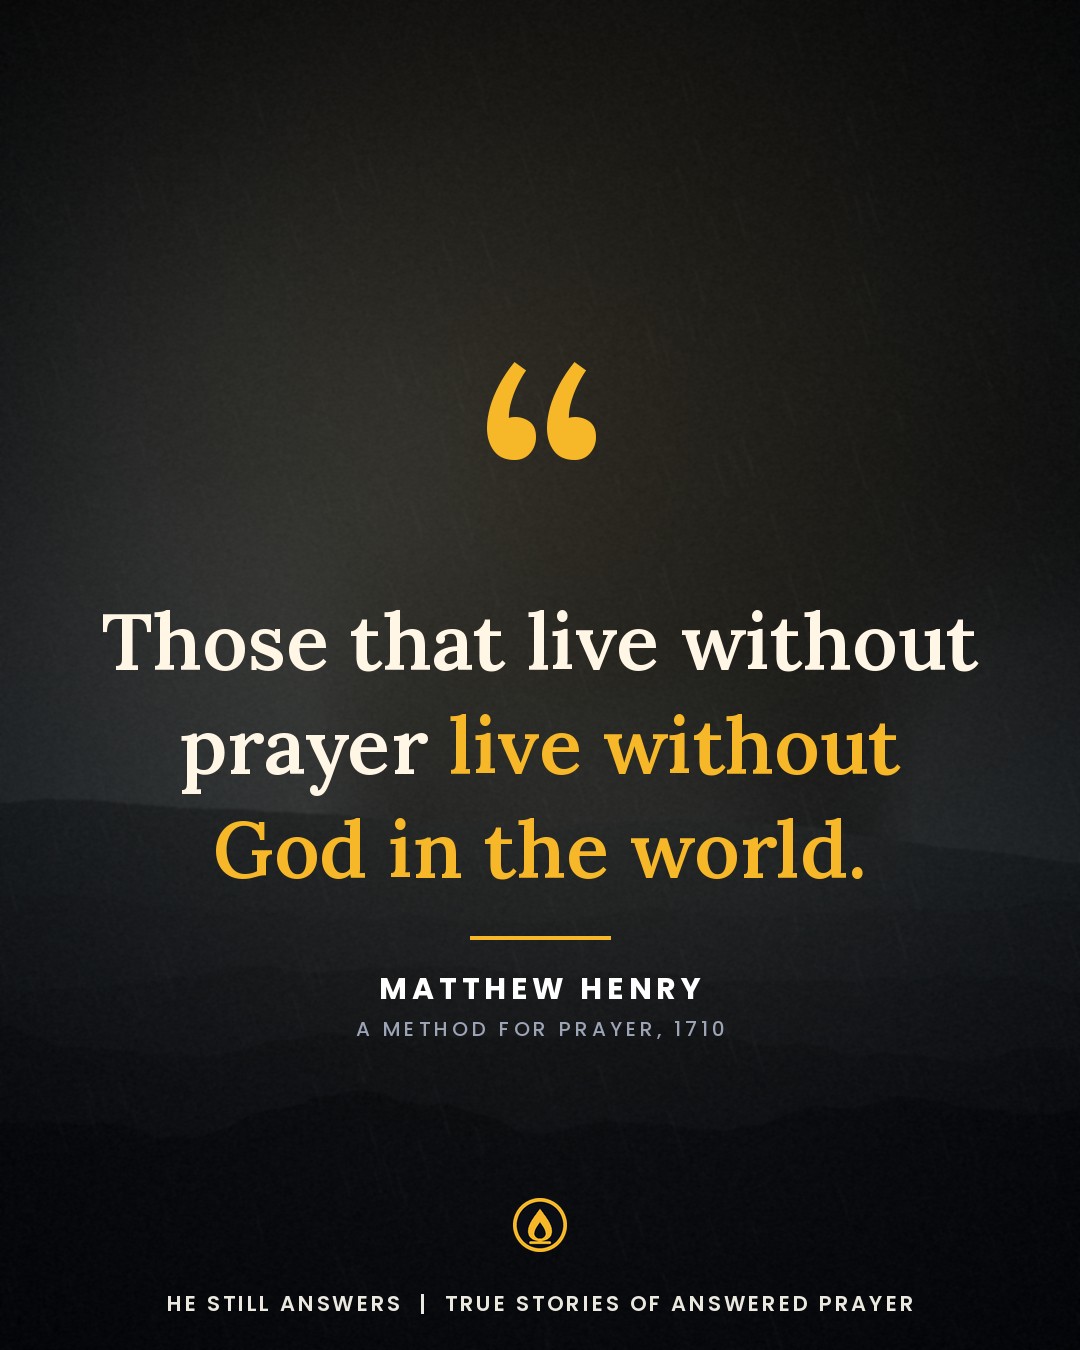 “
Those that live without
prayer live without
God in the world.
MATTHEW HENRY
A METHOD FOR PRAYER, 1710
HE STILL ANSWERS | TRUE STORIES OF ANSWERED PRAYER